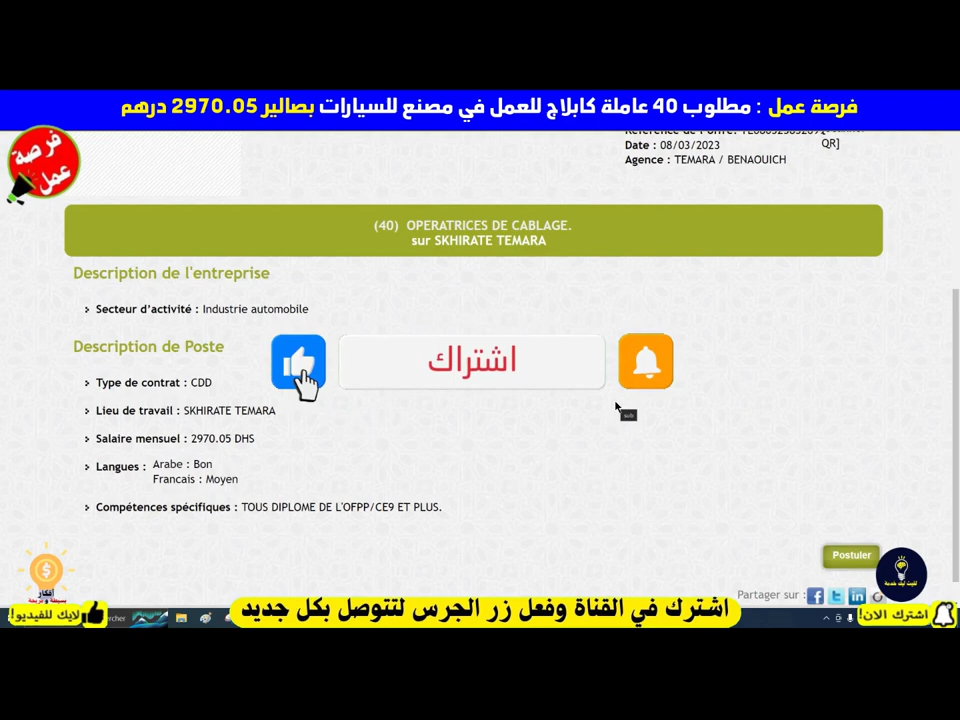 فرصة عمل : مطلوب 40 عاملة كابلاج للعمل في مصنع للسيارات بصالير 2970.05 درهم
فرصة
عمل
QR]
Date : 08/03/2023
Agence : TEMARA / BENAOUICH
(40) OPERATRICES DE CABLAGE.
sur SKHIRATE TEMARA
Description de l'entreprise
Secteur d’activité : Industrie automobile
Description de Poste
اشتراك
Type de contrat : CDD
Lieu de travail : SKHIRATE TEMARA
Salaire mensuel : 2970.05 DHS
Langues : Arabe : Bon
Francais : Moyen
Compétences spécifiques : TOUS DIPLOME DE L'OFPP/CE9 ET PLUS.
Postuler
Partager sur :
أفكار
لايك للفيديو!
اشترك في القناة وفعل زر الجرس لتتوصل بكل جديد
اشترك الان!